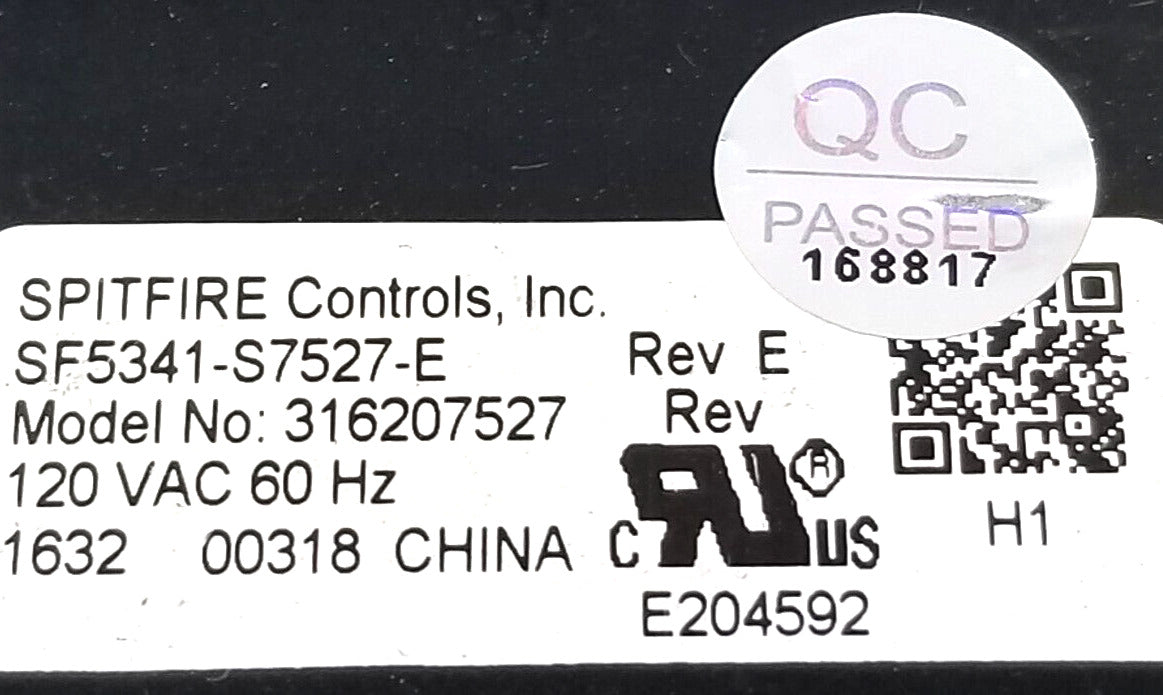 QC
PASSED
168817
SPITFIRE Controls, Inc.
SF5341-S7527-E Rev E
Model No: 316207527 Rev
120 VAC 60 Hz
1632 00318 CHINA
C RU ® US
H1
E204592